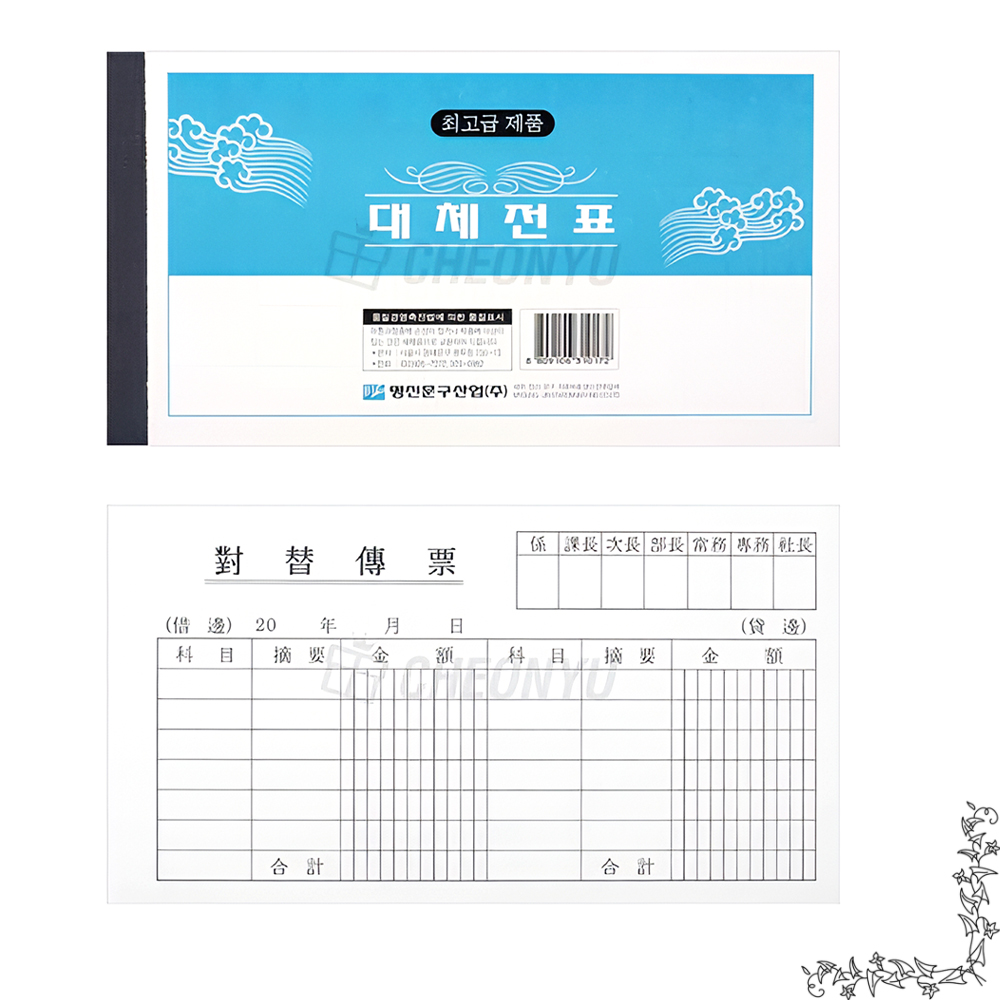 최고급 제품
대체전표
CHEONYU
품질경영촉진법에 의한 품질표시
8 809106 390172
명신문구산업(주)
對替傳票
係 課長 次長 部長 常務 專務 社長
(借 邊) 20 年 月 日 (貸 邊)
科目 摘要 金額 科目 摘要 金額
CHEONYU
合計 合計